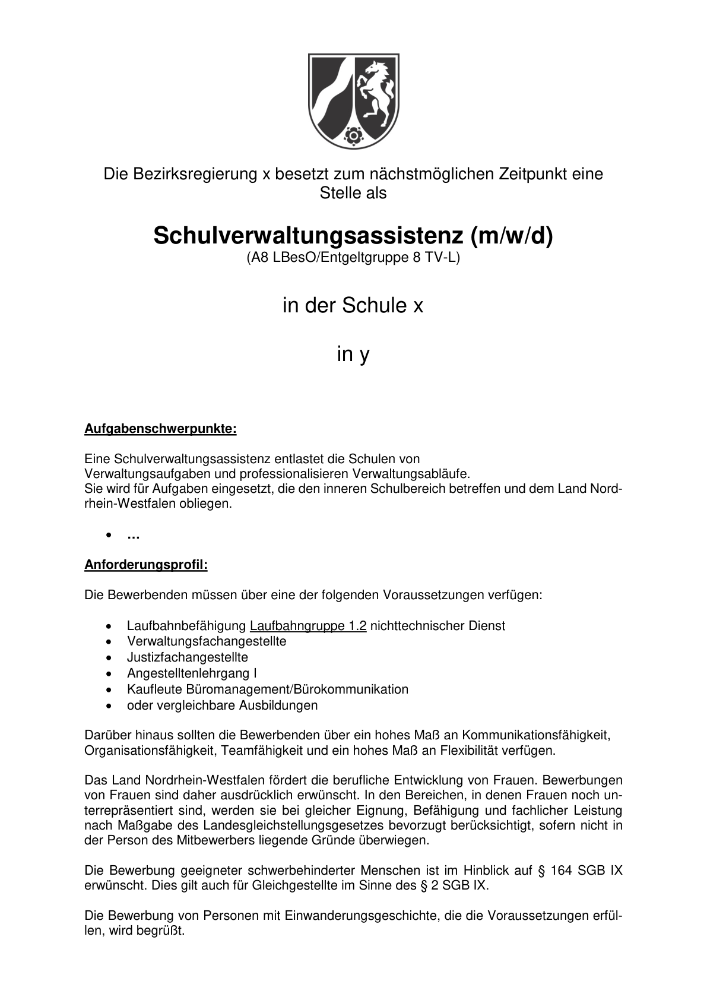 Die Bezirksregierung x besetzt zum nächstmöglichen Zeitpunkt eine
Stelle als
Schulverwaltungsassistenz (m/w/d)
(A8 LBesO/Entgeltgruppe 8 TV-L)
in der Schule x
in y
Aufgabenschwerpunkte:
Eine Schulverwaltungsassistenz entlastet die Schulen von
Verwaltungsaufgaben und professionalisieren Verwaltungsabläufe.
Sie wird für Aufgaben eingesetzt, die den inneren Schulbereich betreffen und dem Land Nord-
rhein-Westfalen obliegen.
• …
Anforderungsprofil:
Die Bewerbenden müssen über eine der folgenden Voraussetzungen verfügen:
• Laufbahnbefähigung Laufbahngruppe 1.2 nichttechnischer Dienst
• Verwaltungsfachangestellte
• Justizfachangestellte
• Angestelltenlehrgang I
• Kaufleute Büromanagement/Bürokommunikation
• oder vergleichbare Ausbildungen
Darüber hinaus sollten die Bewerbenden über ein hohes Maß an Kommunikationsfähigkeit,
Organisationsfähigkeit, Teamfähigkeit und ein hohes Maß an Flexibilität verfügen.
Das Land Nordrhein-Westfalen fördert die berufliche Entwicklung von Frauen. Bewerbungen
von Frauen sind daher ausdrücklich erwünscht. In den Bereichen, in denen Frauen noch un-
terrepräsentiert sind, werden sie bei gleicher Eignung, Befähigung und fachlicher Leistung
nach Maßgabe des Landesgleichstellungsgesetzes bevorzugt berücksichtigt, sofern nicht in
der Person des Mitbewerbers liegende Gründe überwiegen.
Die Bewerbung geeigneter schwerbehinderter Menschen ist im Hinblick auf § 164 SGB IX
erwünscht. Dies gilt auch für Gleichgestellte im Sinne des § 2 SGB IX.
Die Bewerbung von Personen mit Einwanderungsgeschichte, die die Voraussetzungen erfül-
len, wird begrüßt.